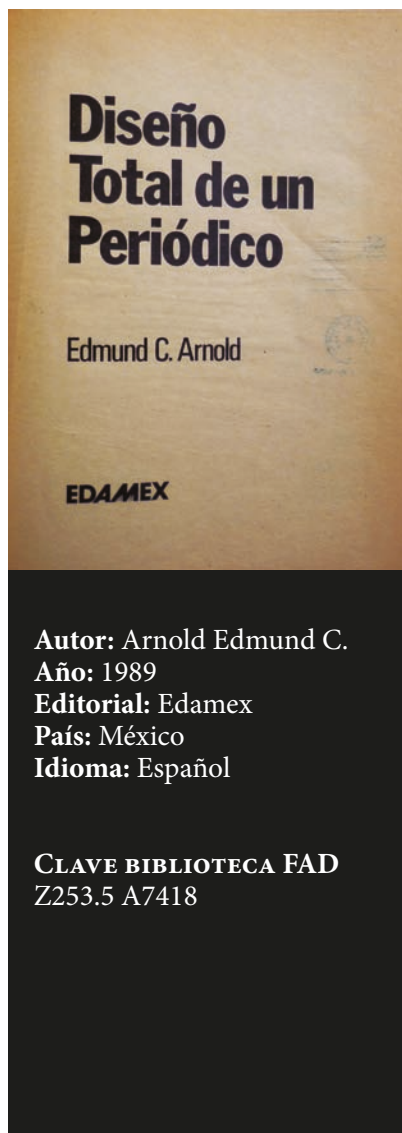 Diseño
Total de un
Periódico
Edmund C. Arnold
EDAMEX
Autor: Arnold Edmund C.
Año: 1989
Editorial: Edamex
País: México
Idioma: Español
Clave biblioteca FAD
Z253.5 A7418